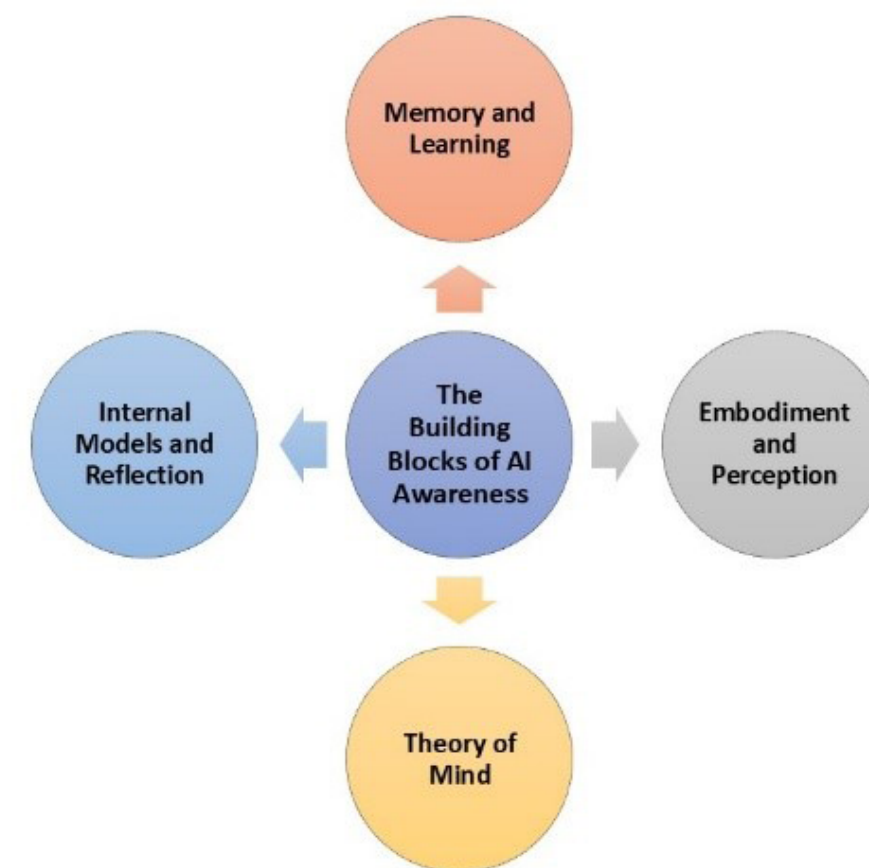 Memory and
Learning
Internal
Models and
Reflection
The
Building
Blocks of AI
Awareness
Embodiment
and
Perception
Theory of
Mind